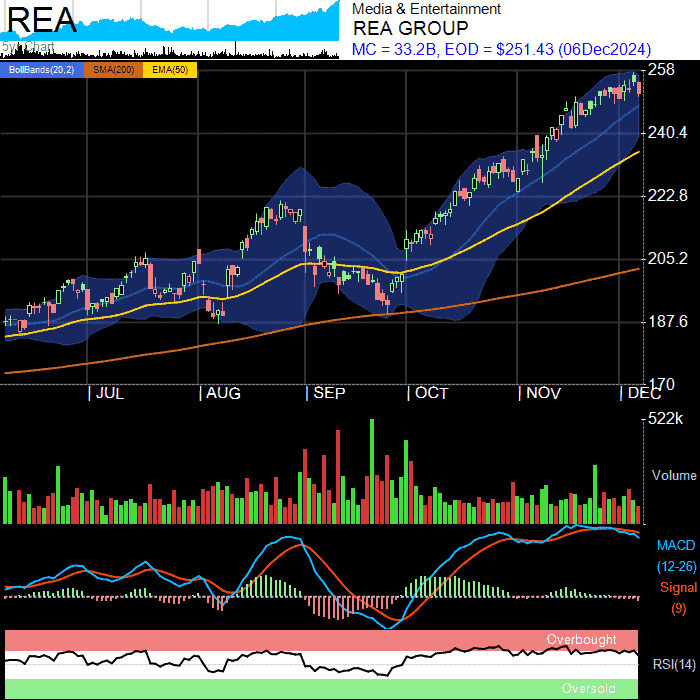 REA
5yr Chart
Media & Entertainment
REA GROUP
MC = 33.2B, EOD = $251.43 (06Dec2024)
BollBands(20,2) SMA(200) EMA(50)
258
240.4
222.8
205.2
187.6
170
JUL AUG SEP OCT NOV DEC
522k
Volume
MACD
(12-26)
Signal
(9)
Overbought
RSI(14)
Oversold